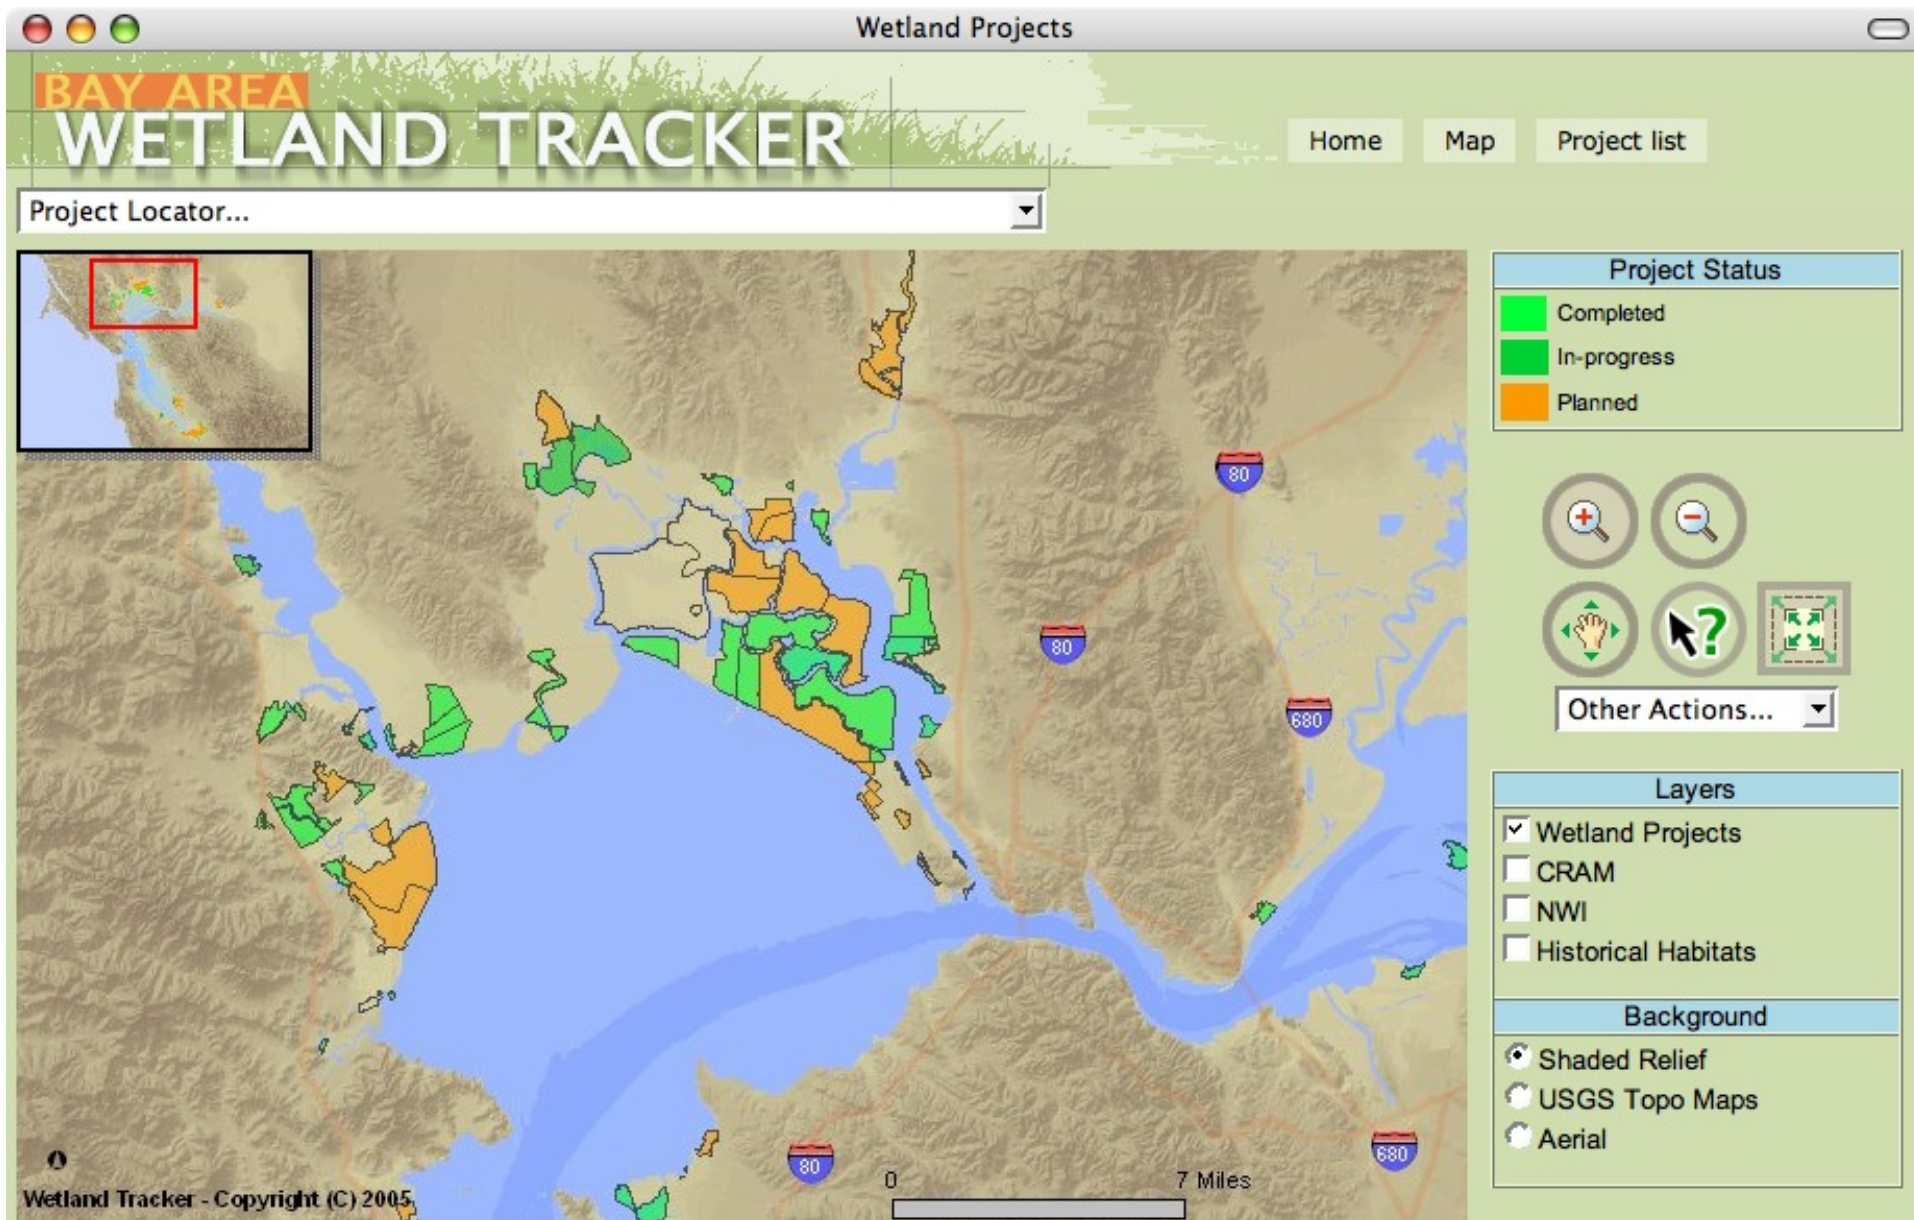 Wetland Projects
BAY AREA
WETLAND TRACKER
Home
Map
Project list
Project Locator...
Project Status
Completed
In-progress
Planned
80
80
680
?
Other Actions...
Layers
Wetland Projects
CRAM
NWI
Historical Habitats
Background
Shaded Relief
USGS Topo Maps
Aerial
80
680
0
7 Miles
Wetland Tracker - Copyright (C) 2005